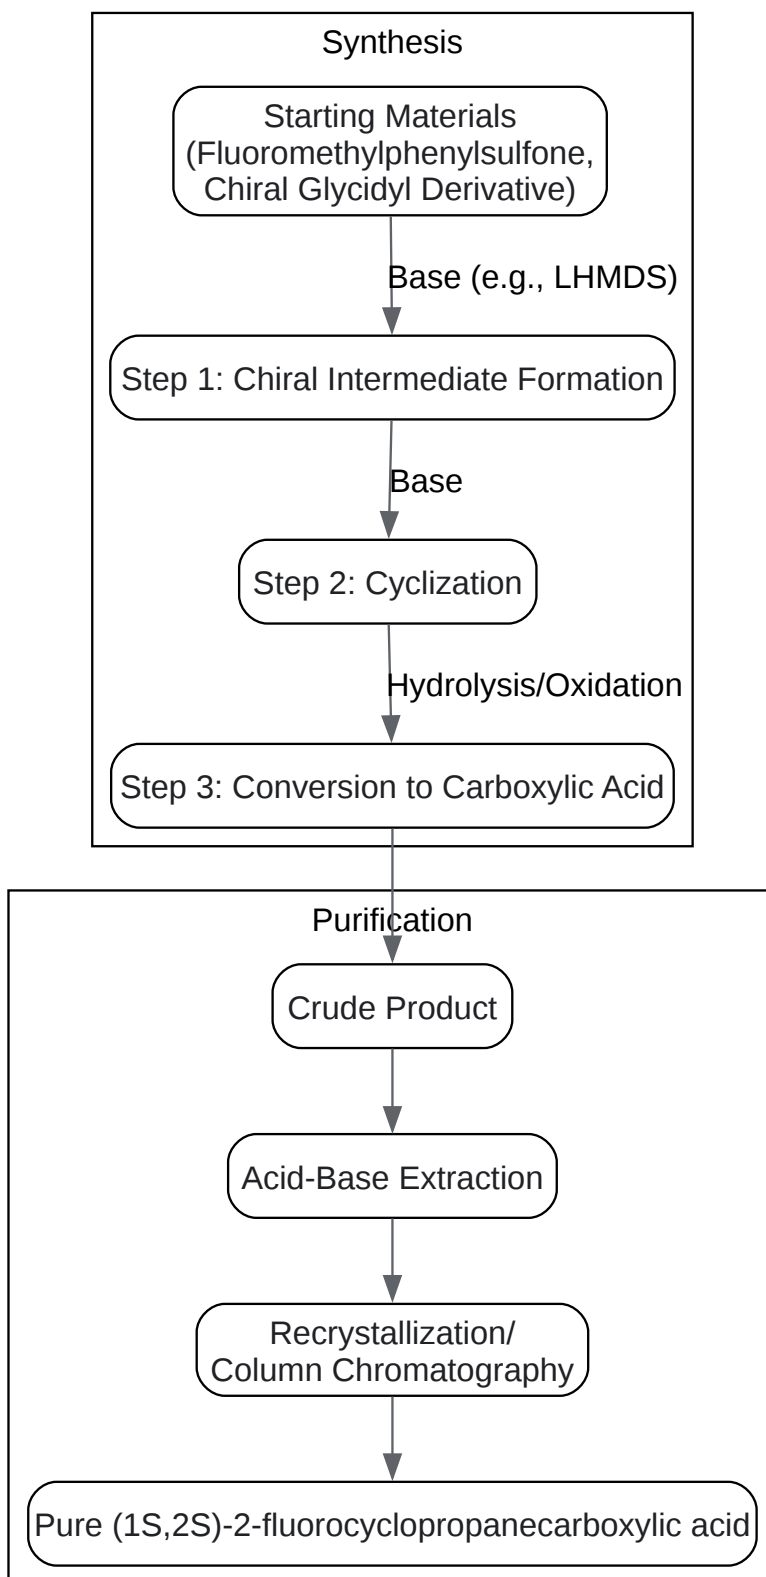 Synthesis
Starting Materials
(Fluoromethylphenylsulfone,
Chiral Glycidyl Derivative)
Base (e.g., LHMDS)
Step 1: Chiral Intermediate Formation
Base
Step 2: Cyclization
Hydrolysis/Oxidation
Step 3: Conversion to Carboxylic Acid
Purification
Crude Product
Acid-Base Extraction
Recrystallization/
Column Chromatography
Pure (1S,2S)-2-fluorocyclopropanecarboxylic acid